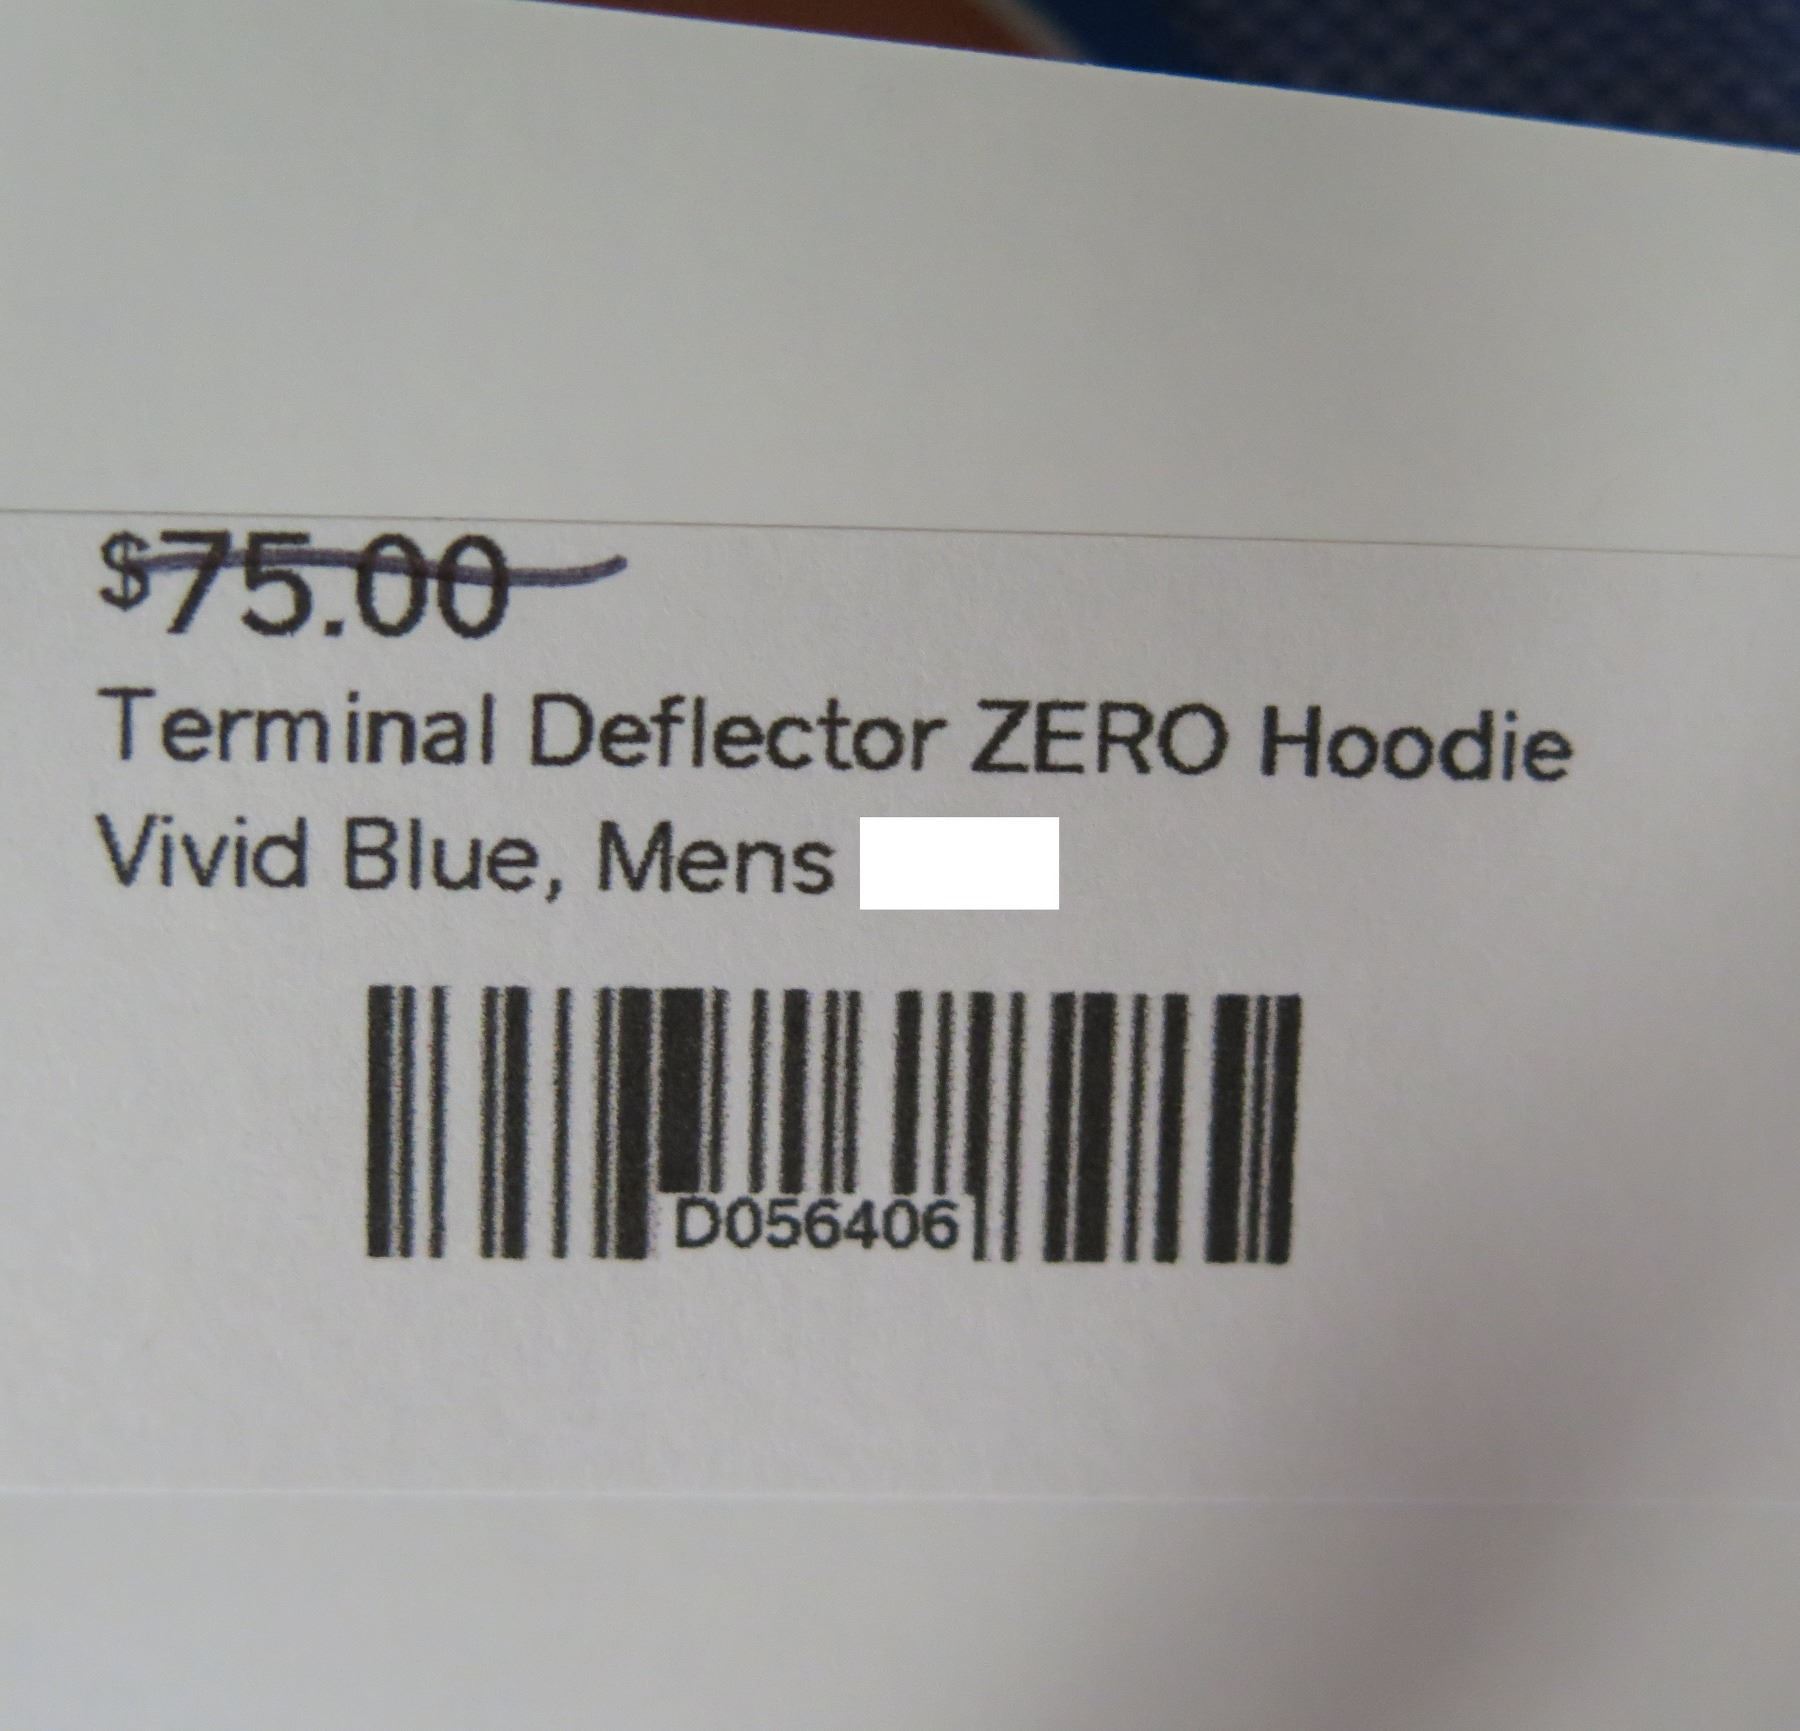 $75.00
Terminal Deflector ZERO Hoodie
Vivid Blue, Mens
D056406